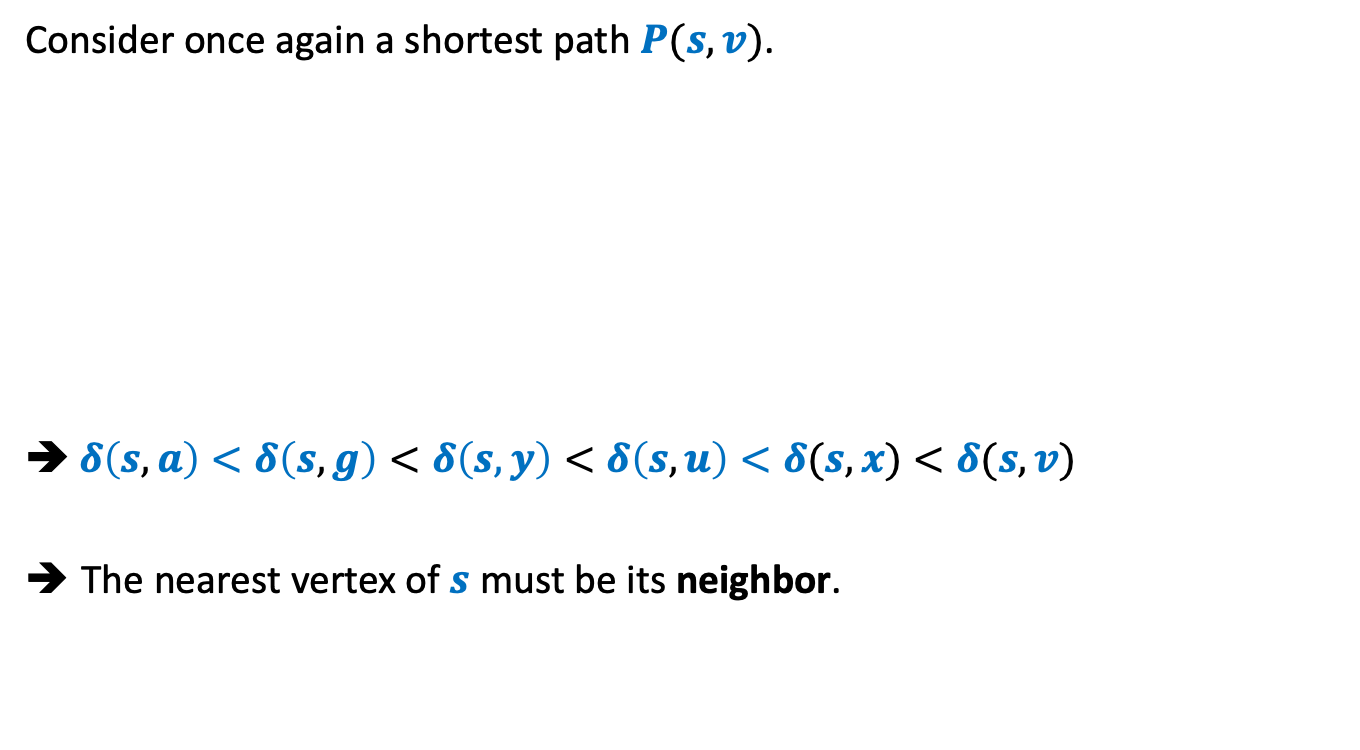 Consider once again a shortest path P(s, v).
➔ δ(s, a) < δ(s, g) < δ(s, y) < δ(s, u) < δ(s, x) < δ(s, v)
➔ The nearest vertex of s must be its neighbor.